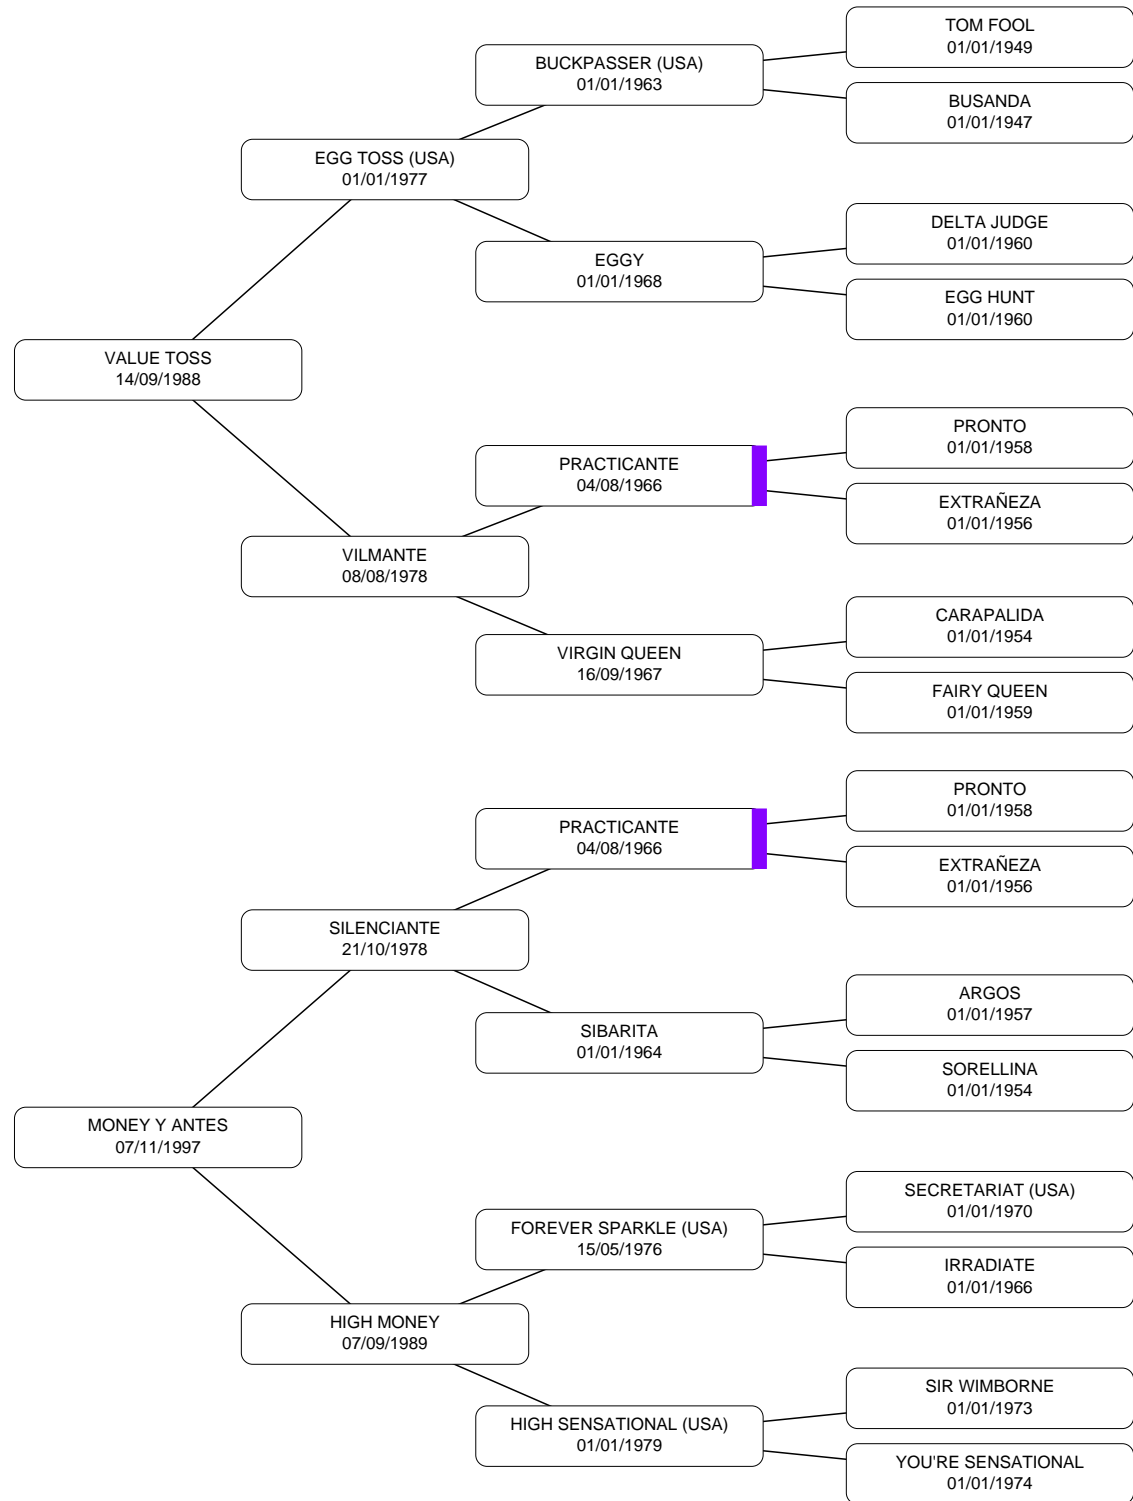 TOM FOOL
01/01/1949
BUCKPASSER (USA)
01/01/1963
BUSANDA
01/01/1947
EGG TOSS (USA)
01/01/1977
DELTA JUDGE
01/01/1960
EGGY
01/01/1968
EGG HUNT
01/01/1960
VALUE TOSS
14/09/1988
PRONTO
01/01/1958
PRACTICANTE
04/08/1966
EXTRAÑEZA
01/01/1956
VILMANTE
08/08/1978
CARAPALIDA
01/01/1954
VIRGIN QUEEN
16/09/1967
FAIRY QUEEN
01/01/1959
PRONTO
01/01/1958
PRACTICANTE
04/08/1966
EXTRAÑEZA
01/01/1956
SILENCIANTE
21/10/1978
ARGOS
01/01/1957
SIBARITA
01/01/1964
SORELLINA
01/01/1954
MONEY Y ANTES
07/11/1997
SECRETARIAT (USA)
01/01/1970
FOREVER SPARKLE (USA)
15/05/1976
IRRADIATE
01/01/1966
HIGH MONEY
07/09/1989
SIR WIMBORNE
01/01/1973
HIGH SENSATIONAL (USA)
01/01/1979
YOU'RE SENSATIONAL
01/01/1974